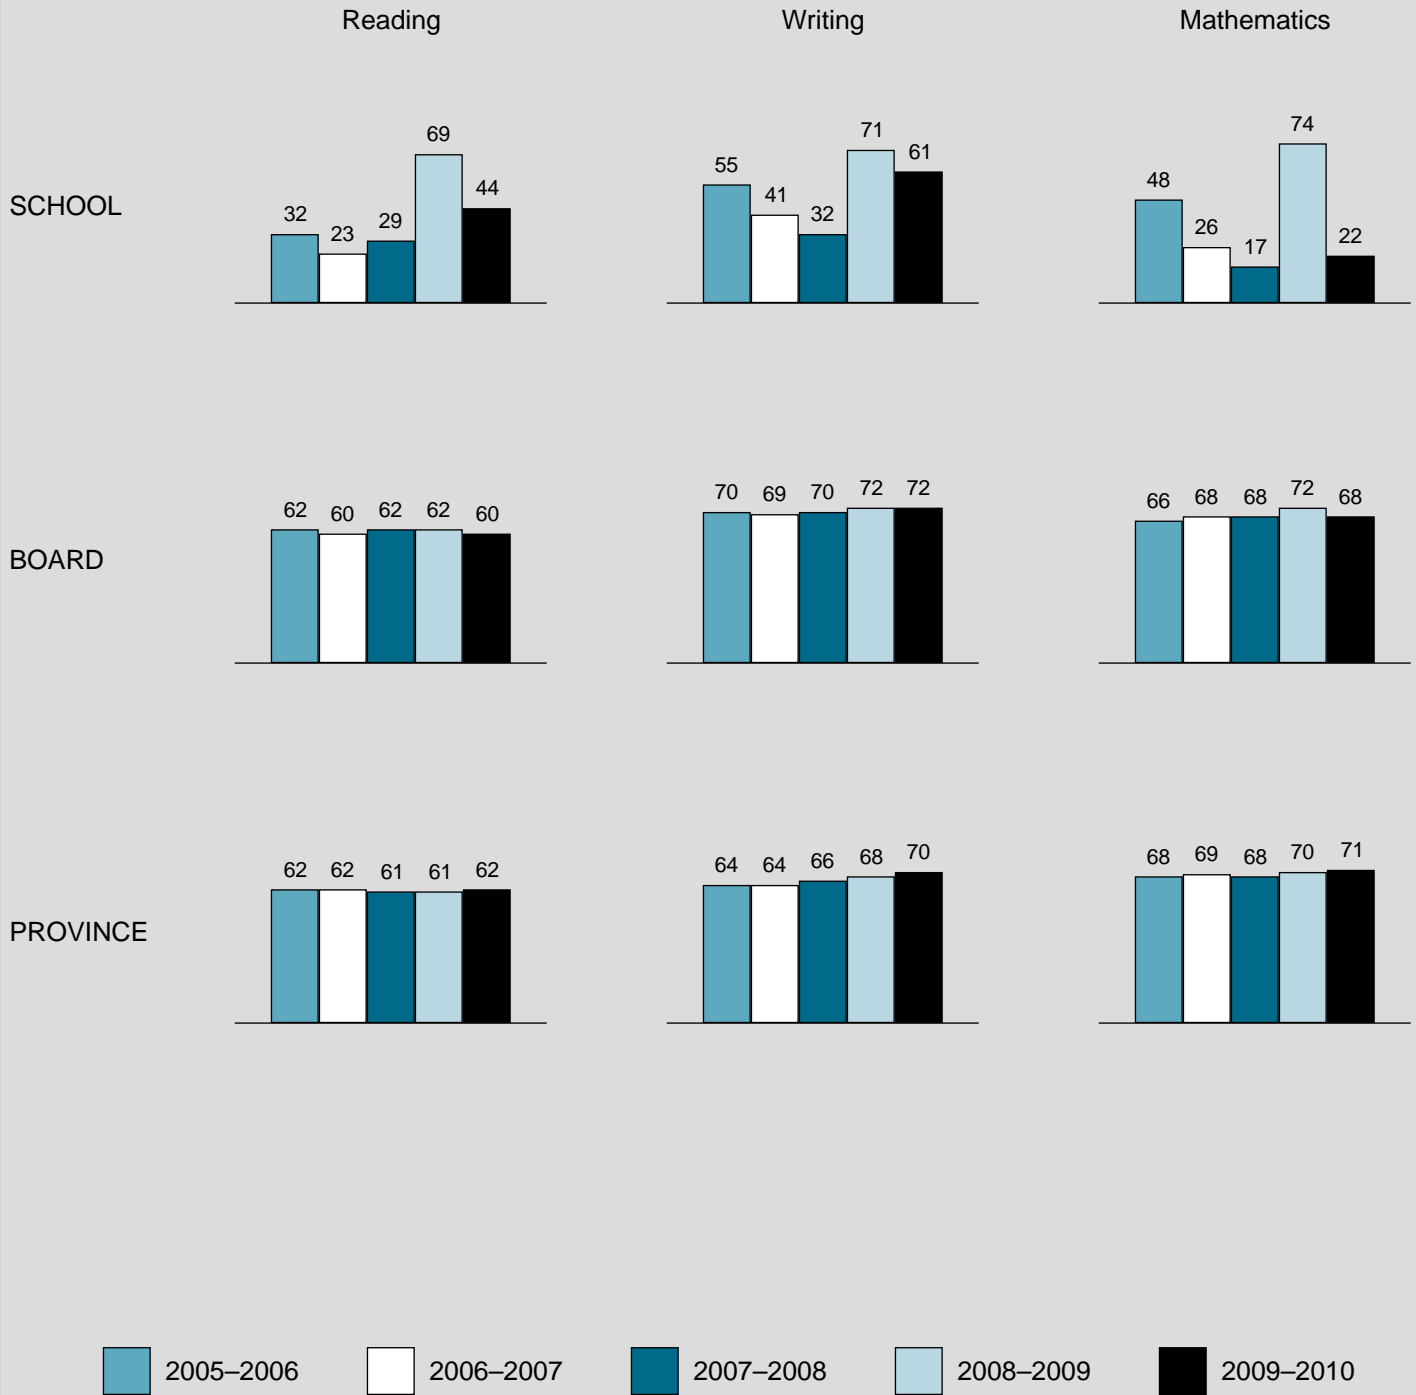 Reading Writing Mathematics
SCHOOL
32 23 29 69 44
55 41 32 71 61
48 26 17 74 22
BOARD
62 60 62 62 60
70 69 70 72 72
66 68 68 72 68
PROVINCE
62 62 61 61 62
64 64 66 68 70
68 69 68 70 71
2005–2006 2006–2007 2007–2008 2008–2009 2009–2010